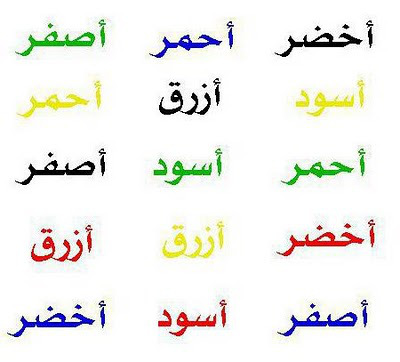 أخضر أحمر أصفر
أسود أزرق أحمر
أحمر أسود أصفر
أخضر أزرق أزرق
أصفر أسود أخضر